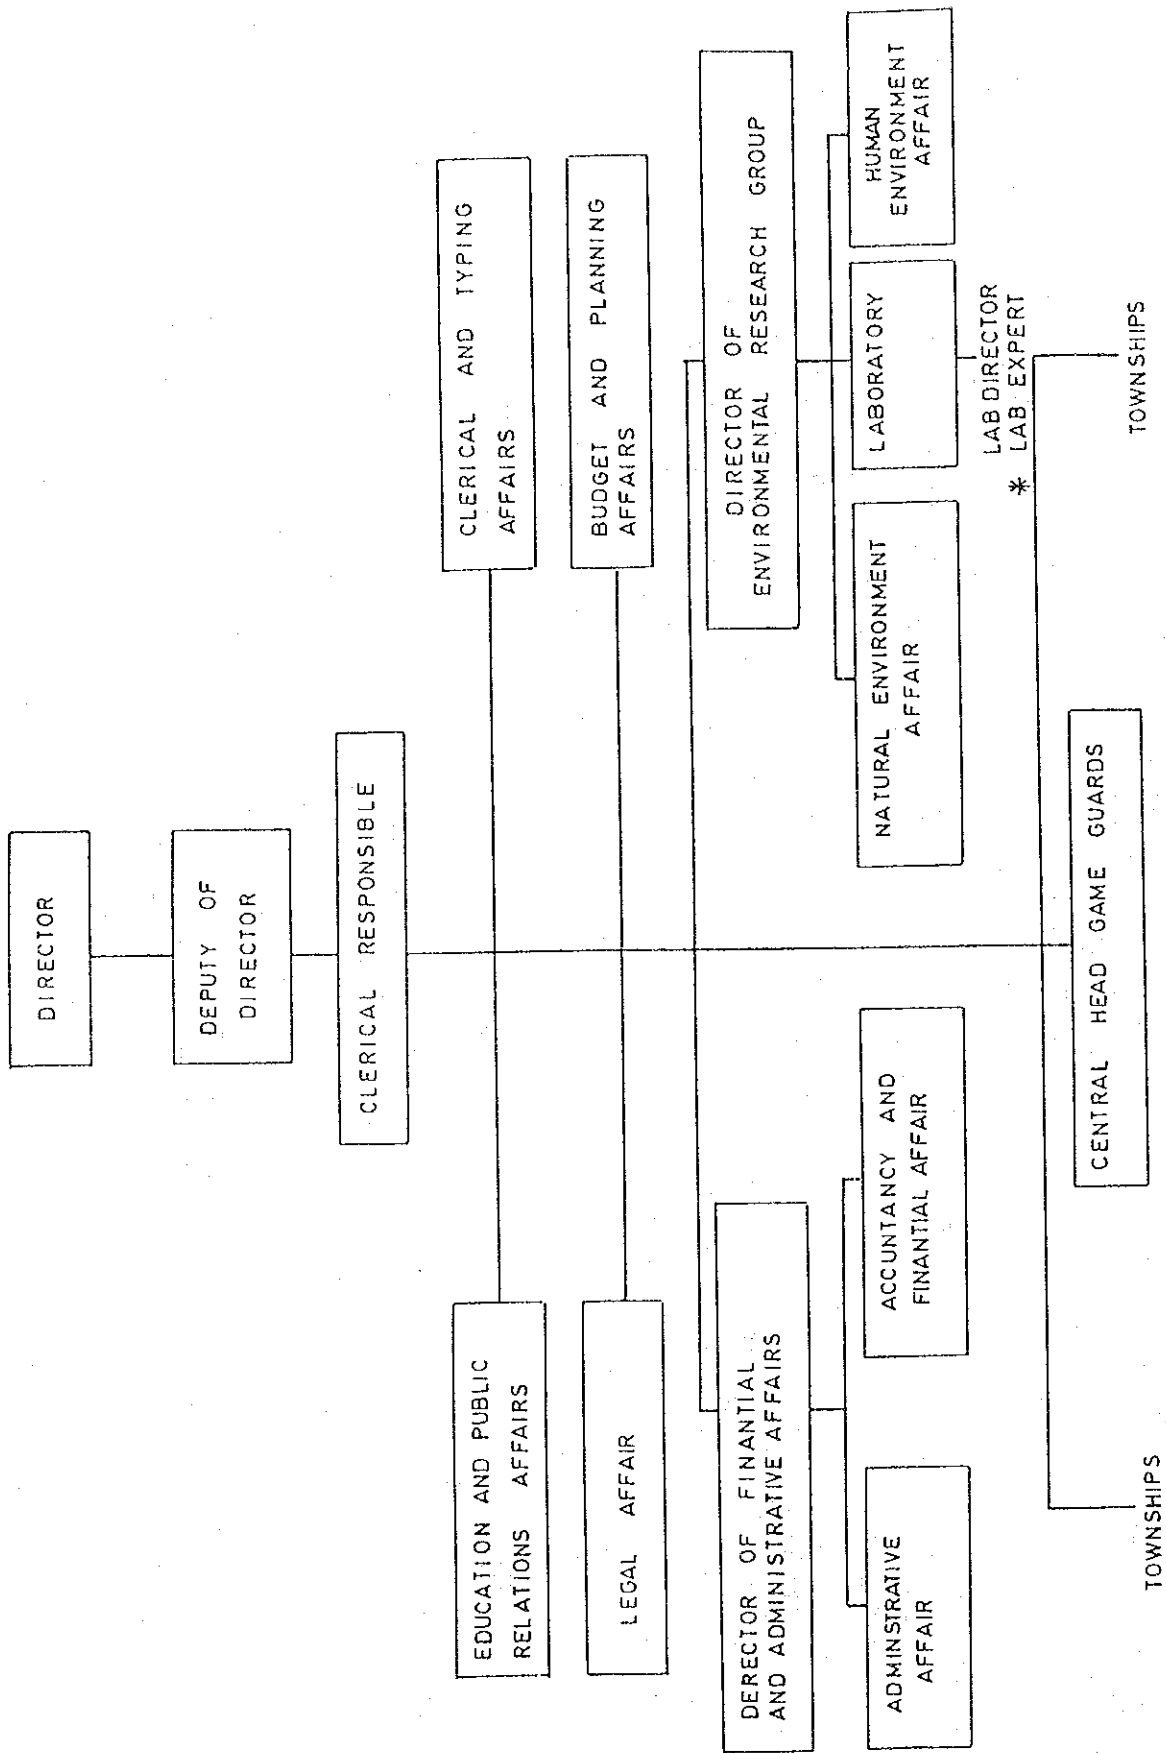 DIRECTOR
DEPUTY OF
DIRECTOR
CLERICAL RESPONSIBLE
EDUCATION AND PUBLIC
RELATIONS AFFAIRS
CLERICAL AND TYPING
AFFAIRS
LEGAL AFFAIR
BUDGET AND PLANNING
AFFAIRS
DERECTOR OF FINANTIAL
AND ADMINISTRATIVE AFFAIRS
DIRECTOR OF
ENVIRONMENTAL RESEARCH GROUP
ADMINSTRATIVE
AFFAIR
ACCUNTANCY AND
FINANTIAL AFFAIR
NATURAL ENVIRONMENT
AFFAIR
LABORATORY
HUMAN
ENVIRONMENT
AFFAIR
LAB DIRECTOR
* LAB EXPERT
TOWNSHIPS
CENTRAL HEAD GAME GUARDS
TOWNSHIPS